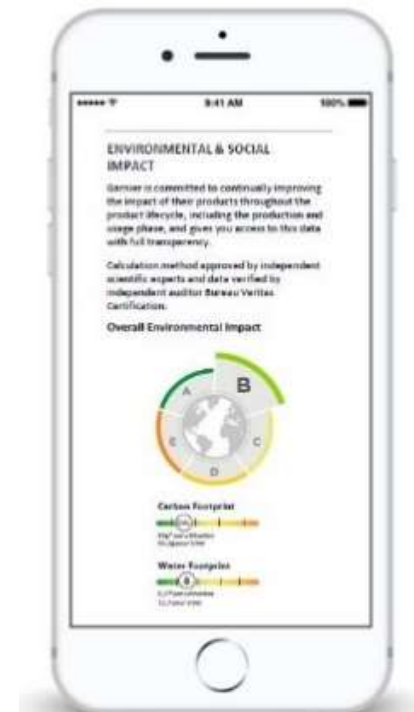 9:41 AM
100%
ENVIRONMENTAL & SOCIAL
IMPACT
Garnier is committed to continually improving
the impact of their products throughout the
product lifecycle, including the production and
usage phase, and gives you access to this data
with full transparency.
Calculation method approved by independent
scientific experts and data verified by
independent auditor Bureau Veritas
Certification.
Overall Environmental Impact
A
B
C
D
E
Carbon Footprint
Water Footprint